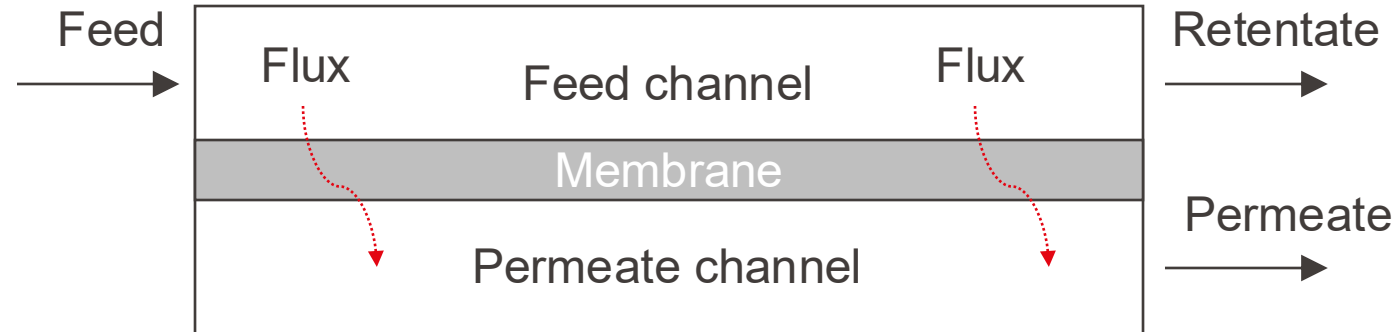 Feed
Flux
Feed channel
Flux
Retentate
Membrane
Permeate channel
Permeate